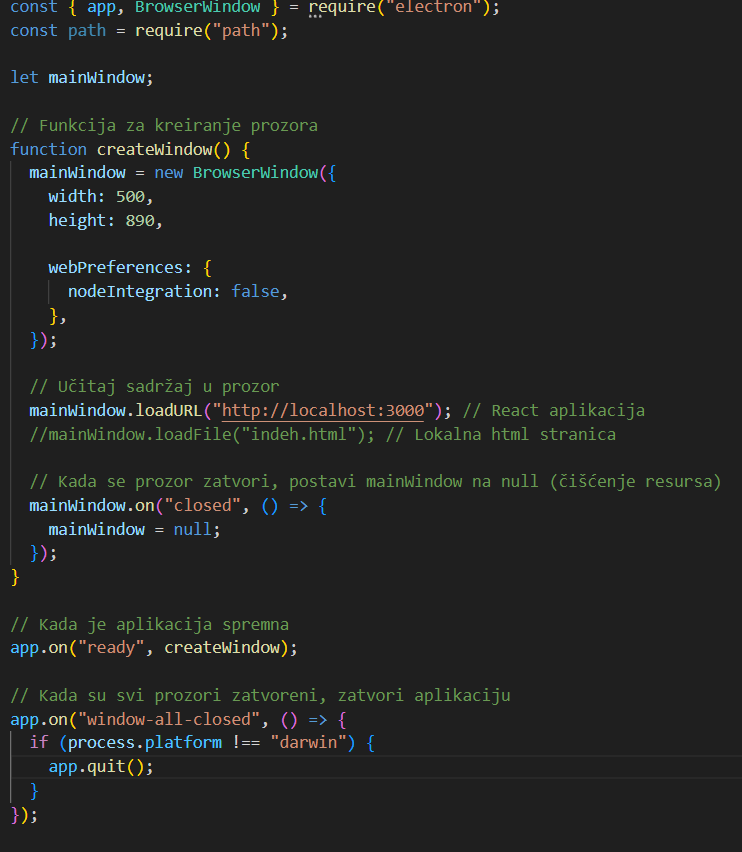 const { app, BrowserWindow } = require("electron");
const path = require("path");
let mainWindow;
// Funkcija za kreiranje prozora
function createWindow() {
mainWindow = new BrowserWindow({
width: 500,
height: 890,
webPreferences: {
nodeIntegration: false,
},
});
// Učitaj sadržaj u prozor
mainWindow.loadURL("http://localhost:3000"); // React aplikacija
//mainWindow.loadFile("indeh.html"); // Lokalna html stranica
// Kada se prozor zatvori, postavi mainWindow na null (čišćenje resursa)
mainWindow.on("closed", () => {
mainWindow = null;
});
}
// Kada je aplikacija spremna
app.on("ready", createWindow);
// Kada su svi prozori zatvoreni, zatvori aplikaciju
app.on("window-all-closed", () => {
if (process.platform !== "darwin") {
app.quit();
}
});